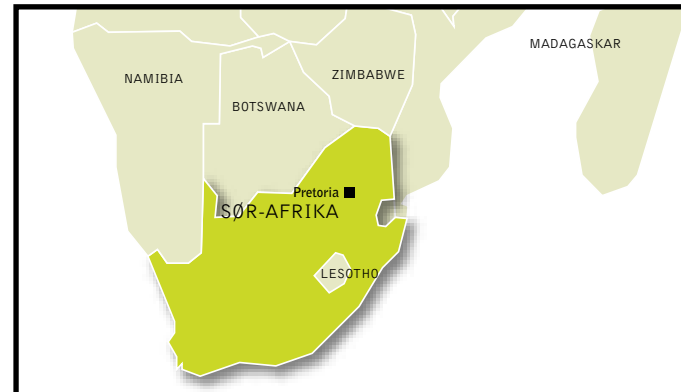 MADAGASKAR
NAMIBIA
ZIMBABWE
BOTSWANA
Pretoria
SØR-AFRIKA
LESOTHO